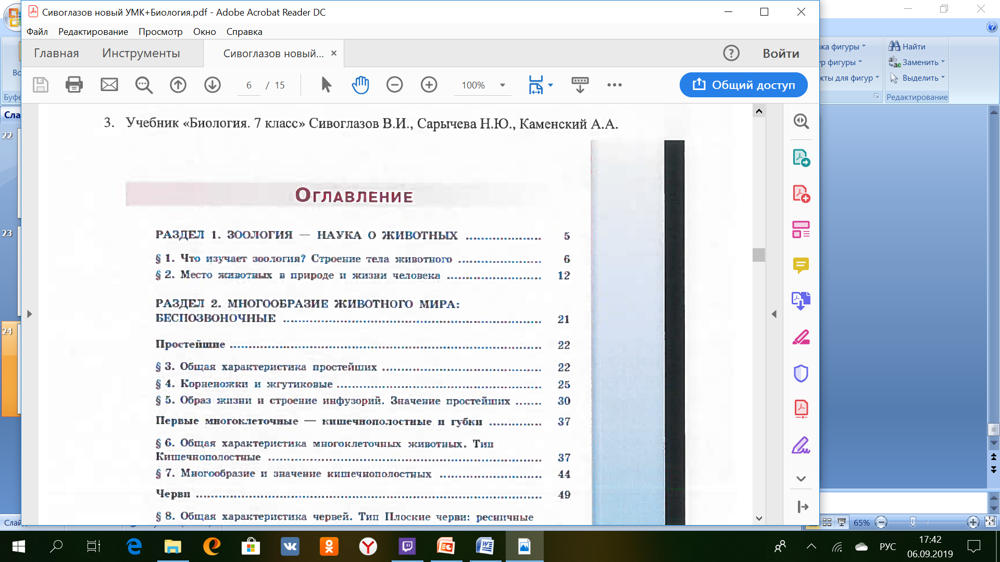 Сивоглазов новый УМК+Биология.pdf - Adobe Acrobat Reader DC
Файл Редактирование Просмотр Окно Справка
Главная Инструменты Сивоглазов новый... × Войти
6 / 15 100% Общий доступ
Найти
Заменить
Выделить
Редактирование
ка фигуры
р фигуры
кты для фигур
Вс
Буфе
Сла
22
23
24
3. Учебник «Биология. 7 класс» Сивоглазов В.И., Сарычева Н.Ю., Каменский А.А.
Оглавление
РАЗДЕЛ 1. ЗООЛОГИЯ — НАУКА О ЖИВОТНЫХ ..................... 5
§ 1. Что изучает зоология? Строение тела животного ..................... 6
§ 2. Место животных в природе и жизни человека ..................... 12
РАЗДЕЛ 2. МНОГООБРАЗИЕ ЖИВОТНОГО МИРА:
БЕСПОЗВОНОЧНЫЕ ..................... 21
Простейшие ..................... 22
§ 3. Общая характеристика простейших ..................... 22
§ 4. Корненожки и жгутиковые ..................... 25
§ 5. Образ жизни и строение инфузорий. Значение простейших ....... 30
Первые многоклеточные — кишечнополостные и губки ............. 37
§ 6. Общая характеристика многоклеточных животных. Тип
Кишечнополостные ..................... 37
§ 7. Многообразие и значение кишечнополостных ..................... 44
Черви ..................... 49
§ 8. Общая характеристика червей. Тип Плоские черви: ресничные
Слай
65%
РУС
17:42
06.09.2019